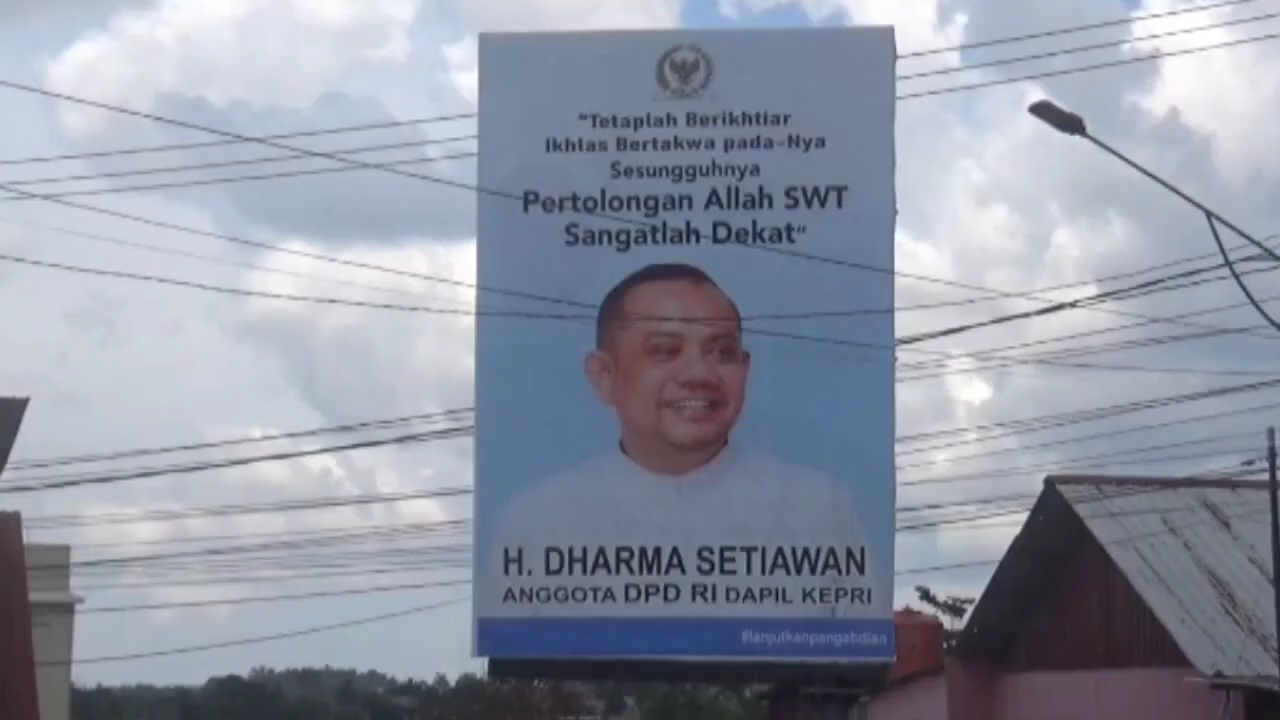 "Tetaplah Berikhtiar
Ikhlas Bertakwa pada-Nya
Sesungguhnya
Pertolongan Allah SWT
Sangatlah Dekat"
H. DHARMA SETIAWAN
ANGGOTA DPD RI DAPIL KEPRI
#lanjutkanpengabdian